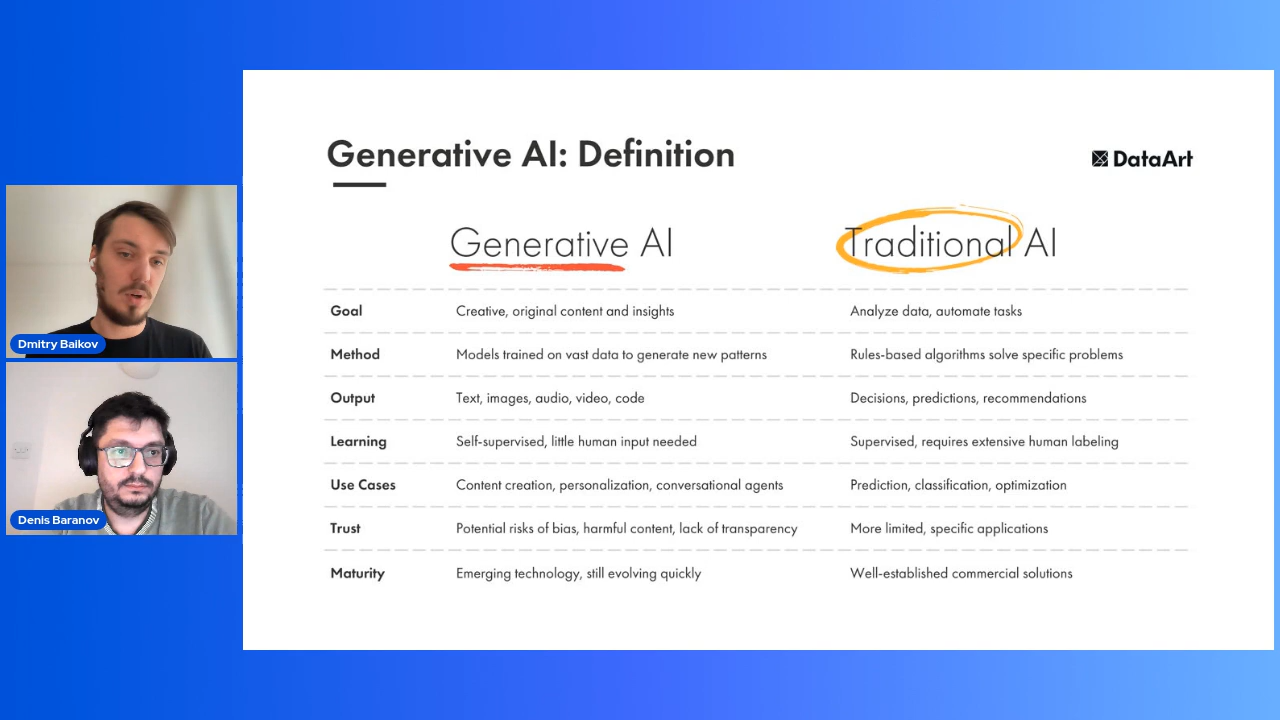 Generative AI: Definition
DataArt
Generative AI
Traditional AI
Goal
Creative, original content and insights
Analyze data, automate tasks
Method
Models trained on vast data to generate new patterns
Rules-based algorithms solve specific problems
Output
Text, images, audio, video, code
Decisions, predictions, recommendations
Learning
Self-supervised, little human input needed
Supervised, requires extensive human labeling
Use Cases
Content creation, personalization, conversational agents
Prediction, classification, optimization
Trust
Potential risks of bias, harmful content, lack of transparency
More limited, specific applications
Maturity
Emerging technology, still evolving quickly
Well-established commercial solutions
Dmitry Baikov
Denis Baranov